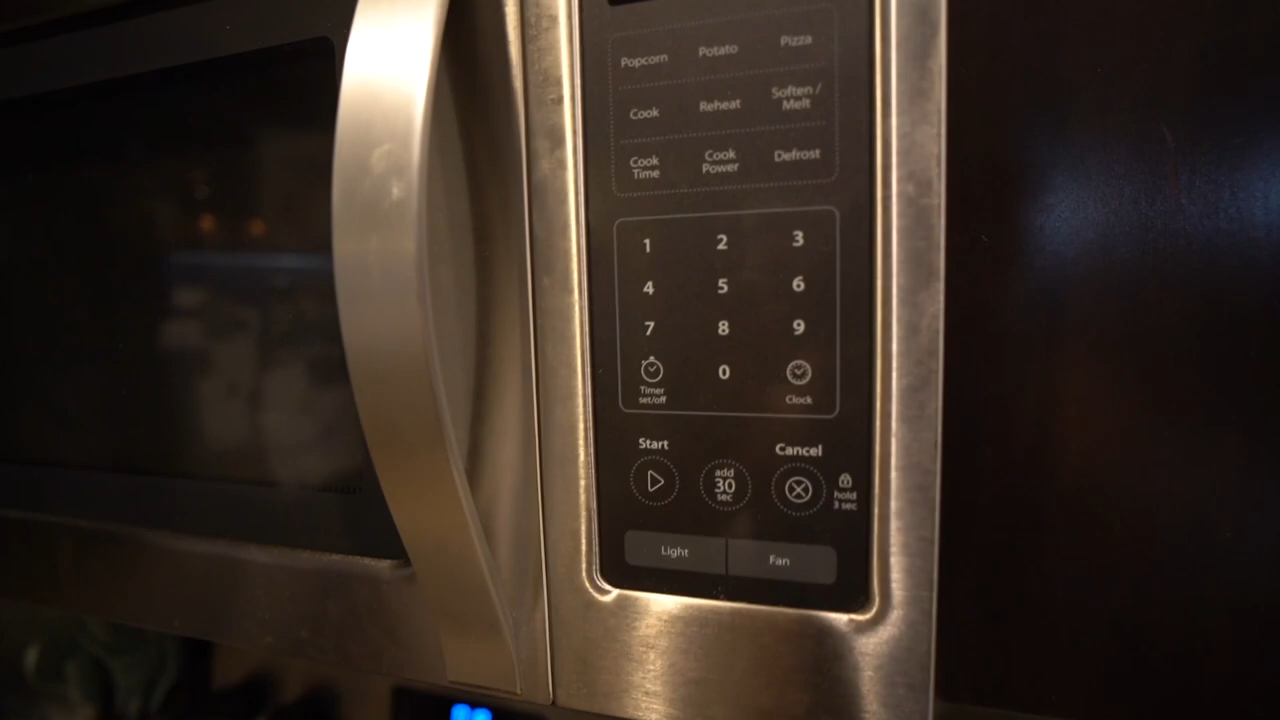 Popcorn Potato Pizza
Cook Reheat Soften /
Melt
Cook Cook Defrost
Time Power
1 2 3
4 5 6
7 8 9
0
Timer
set/off Clock
Start Cancel
add
30
sec
hold
3 sec
Light Fan